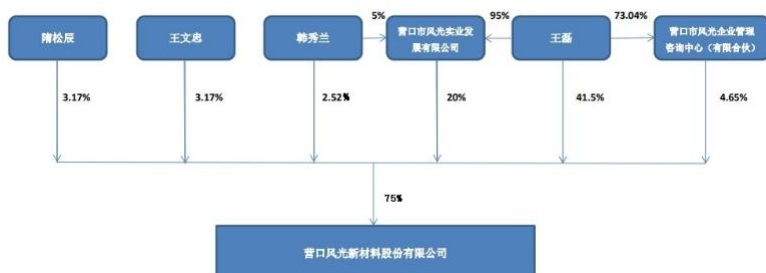 5%
95%
73.04%
隋松辰
王文忠
韩秀兰
营口市风光实业发
展有限公司
王磊
营口市风光企业管理
咨询中心（有限合伙）
3.17%
3.17%
2.52%
20%
41.5%
4.65%
75%
营口风光新材料股份有限公司